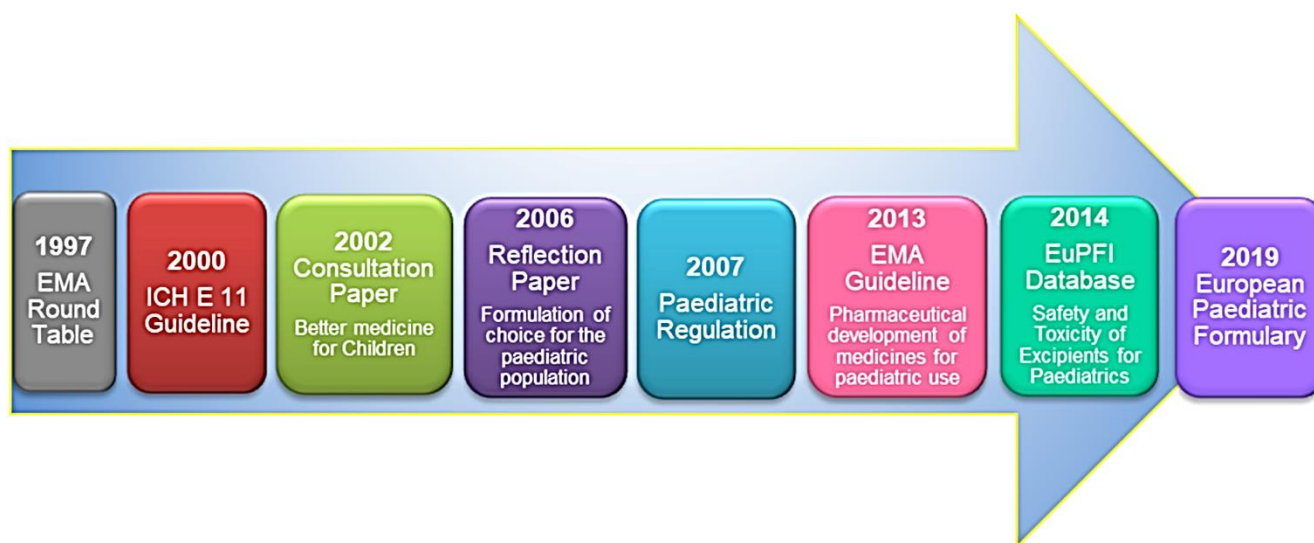 1997
EMA
Round
Table
2000
ICH E 11
Guideline
2002
Consultation
Paper
Better medicine
for Children
2006
Reflection
Paper
Formulation of
choice for the
paediatric
population
2007
Paediatric
Regulation
2013
EMA
Guideline
Pharmaceutical
development of
medicines for
paediatric use
2014
EuPFI
Database
Safety and
Toxicity of
Excipients for
Paediatrics
2019
European
Paediatric
Formulary